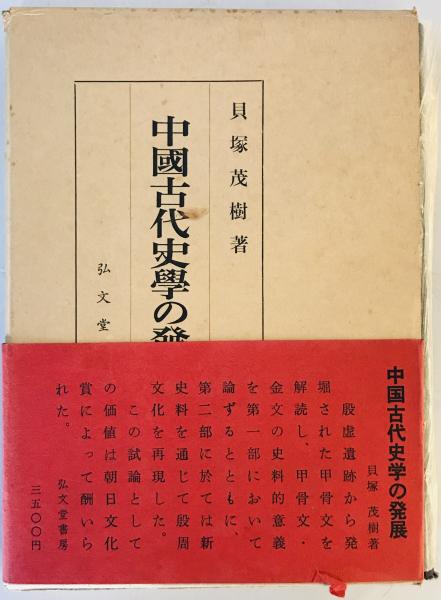 貝塚茂樹著
中國古代史學の發
弘文堂
中国古代史学の発展
貝塚茂樹著
殷虚遺跡から発
掘された甲骨文を
解読し、甲骨文・
金文の史料的意義
を第一部において
論ずるとともに、
第二部に於ては新
史料を通じて殷周
文化を再現した。
この試論として
の価値は朝日文化
賞によって酬いら
れた。
弘文堂書房
三五〇〇円